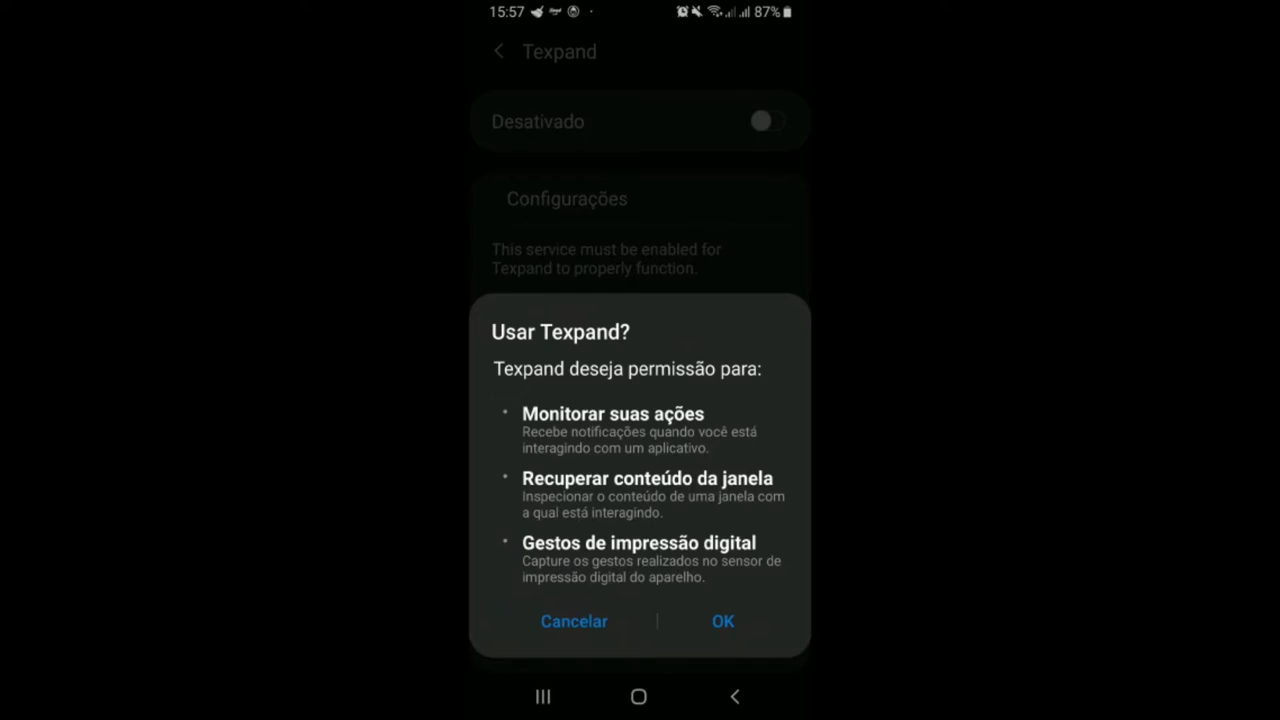 15:57
87%
Texpand
Desativado
Configurações
This service must be enabled for
Texpand to properly function.
Usar Texpand?
Texpand deseja permissão para:
• Monitorar suas ações
Recebe notificações quando você está
interagindo com um aplicativo.
• Recuperar conteúdo da janela
Inspecionar o conteúdo de uma janela com
a qual está interagindo.
• Gestos de impressão digital
Capture os gestos realizados no sensor de
impressão digital do aparelho.
Cancelar | OK